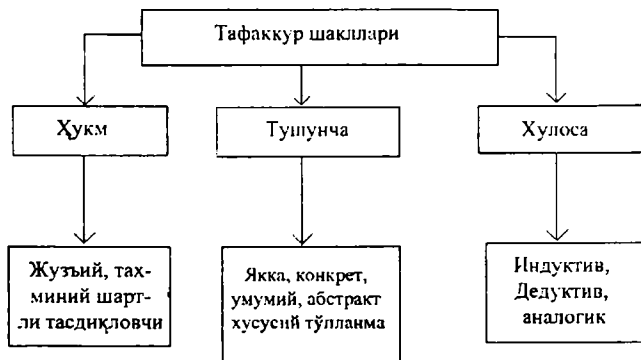 Тафаккур шакллари
Ҳукм
Тушунча
Хулоса
Жузъий, тах-
миний шарт-
ли тасдиқловчи
Якка, конкрет,
умумий, абстракт
хусусий тўпланма
Индуктив,
Дедуктив,
аналогик